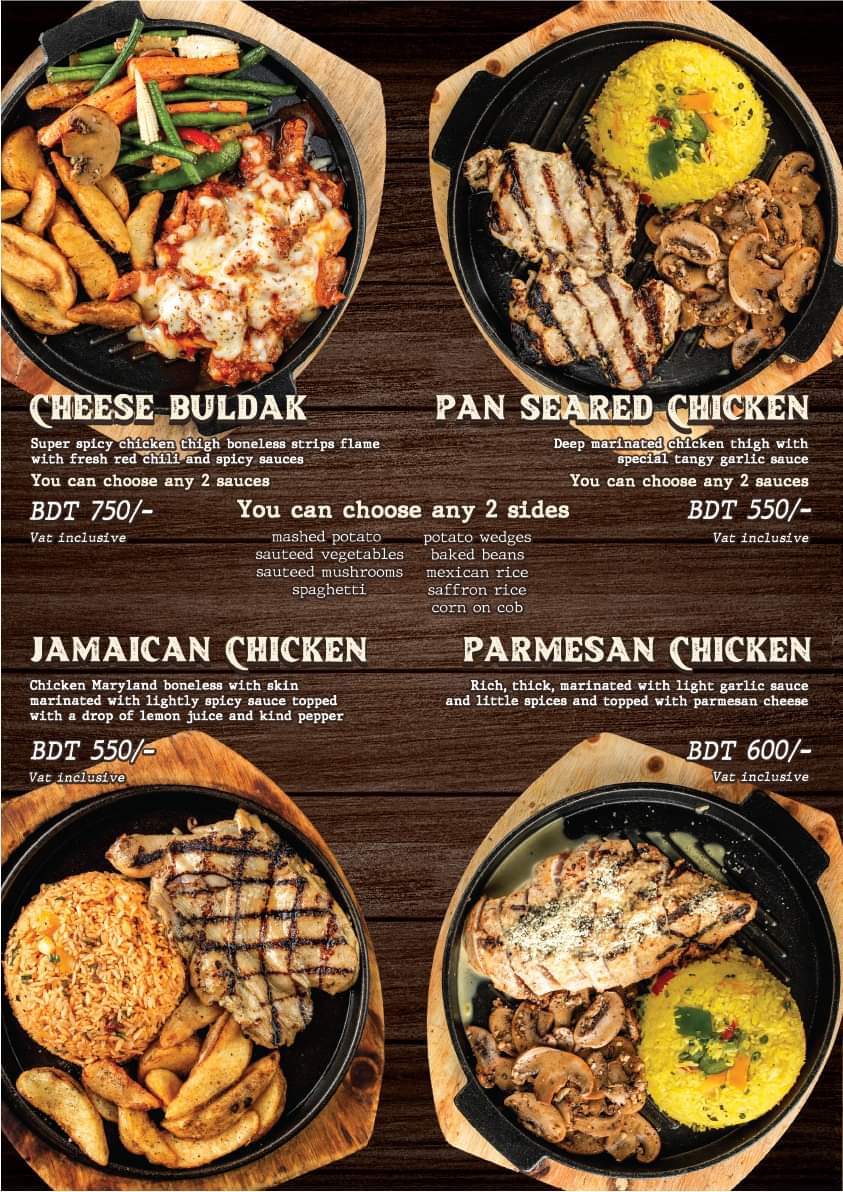 CHEESE BULDAK
Super spicy chicken thigh boneless strips flame
with fresh red chili and spicy sauces
You can choose any 2 sauces
BDT 750/-
Vat inclusive
PAN SEARED CHICKEN
Deep marinated chicken thigh with
special tangy garlic sauce
You can choose any 2 sauces
BDT 550/-
Vat inclusive
You can choose any 2 sides
mashed potato
sauteed vegetables
sauteed mushrooms
spaghetti
potato wedges
baked beans
mexican rice
saffron rice
corn on cob
JAMAICAN CHICKEN
Chicken Maryland boneless with skin
marinated with lightly spicy sauce topped
with a drop of lemon juice and kind pepper
BDT 550/-
Vat inclusive
PARMESAN CHICKEN
Rich, thick, marinated with light garlic sauce
and little spices and topped with parmesan cheese
BDT 600/-
Vat inclusive